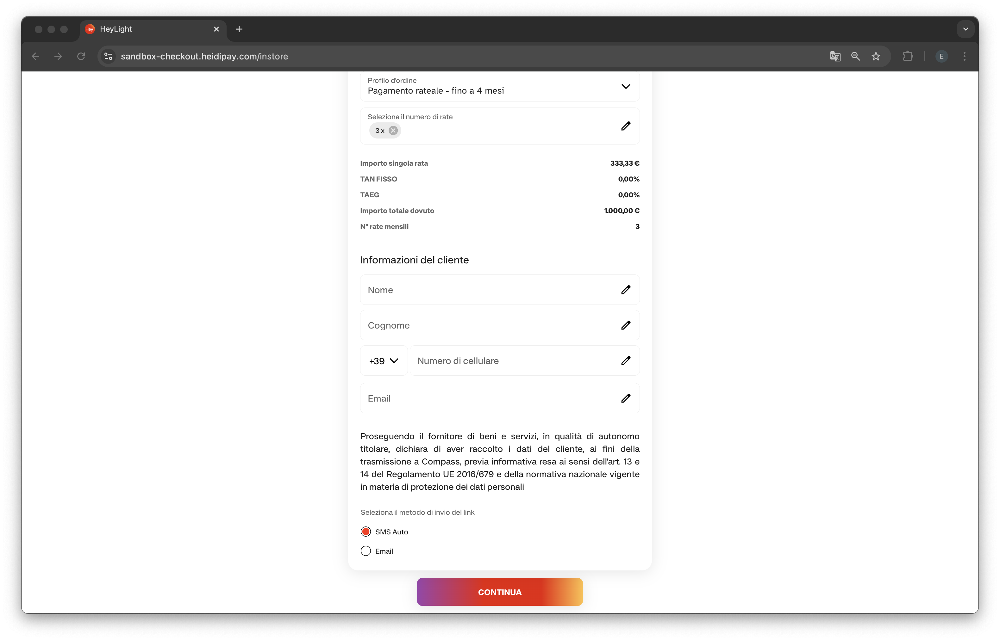 Hey
HeyLight
sandbox-checkout.heidipay.com/instore
E
Profilo d'ordine
Pagamento rateale - fino a 4 mesi
Seleziona il numero di rate
3 x
Importo singola rata 333,33 €
TAN FISSO 0,00%
TAEG 0,00%
Importo totale dovuto 1.000,00 €
N° rate mensili 3
Informazioni del cliente
Nome
Cognome
+39 Numero di cellulare
Email
Proseguendo il fornitore di beni e servizi, in qualità di autonomo
titolare, dichiara di aver raccolto i dati del cliente, ai fini della
trasmissione a Compass, previa informativa resa ai sensi dell'art. 13 e
14 del Regolamento UE 2016/679 e della normativa nazionale vigente
in materia di protezione dei dati personali
Seleziona il metodo di invio del link
SMS Auto
Email
CONTINUA